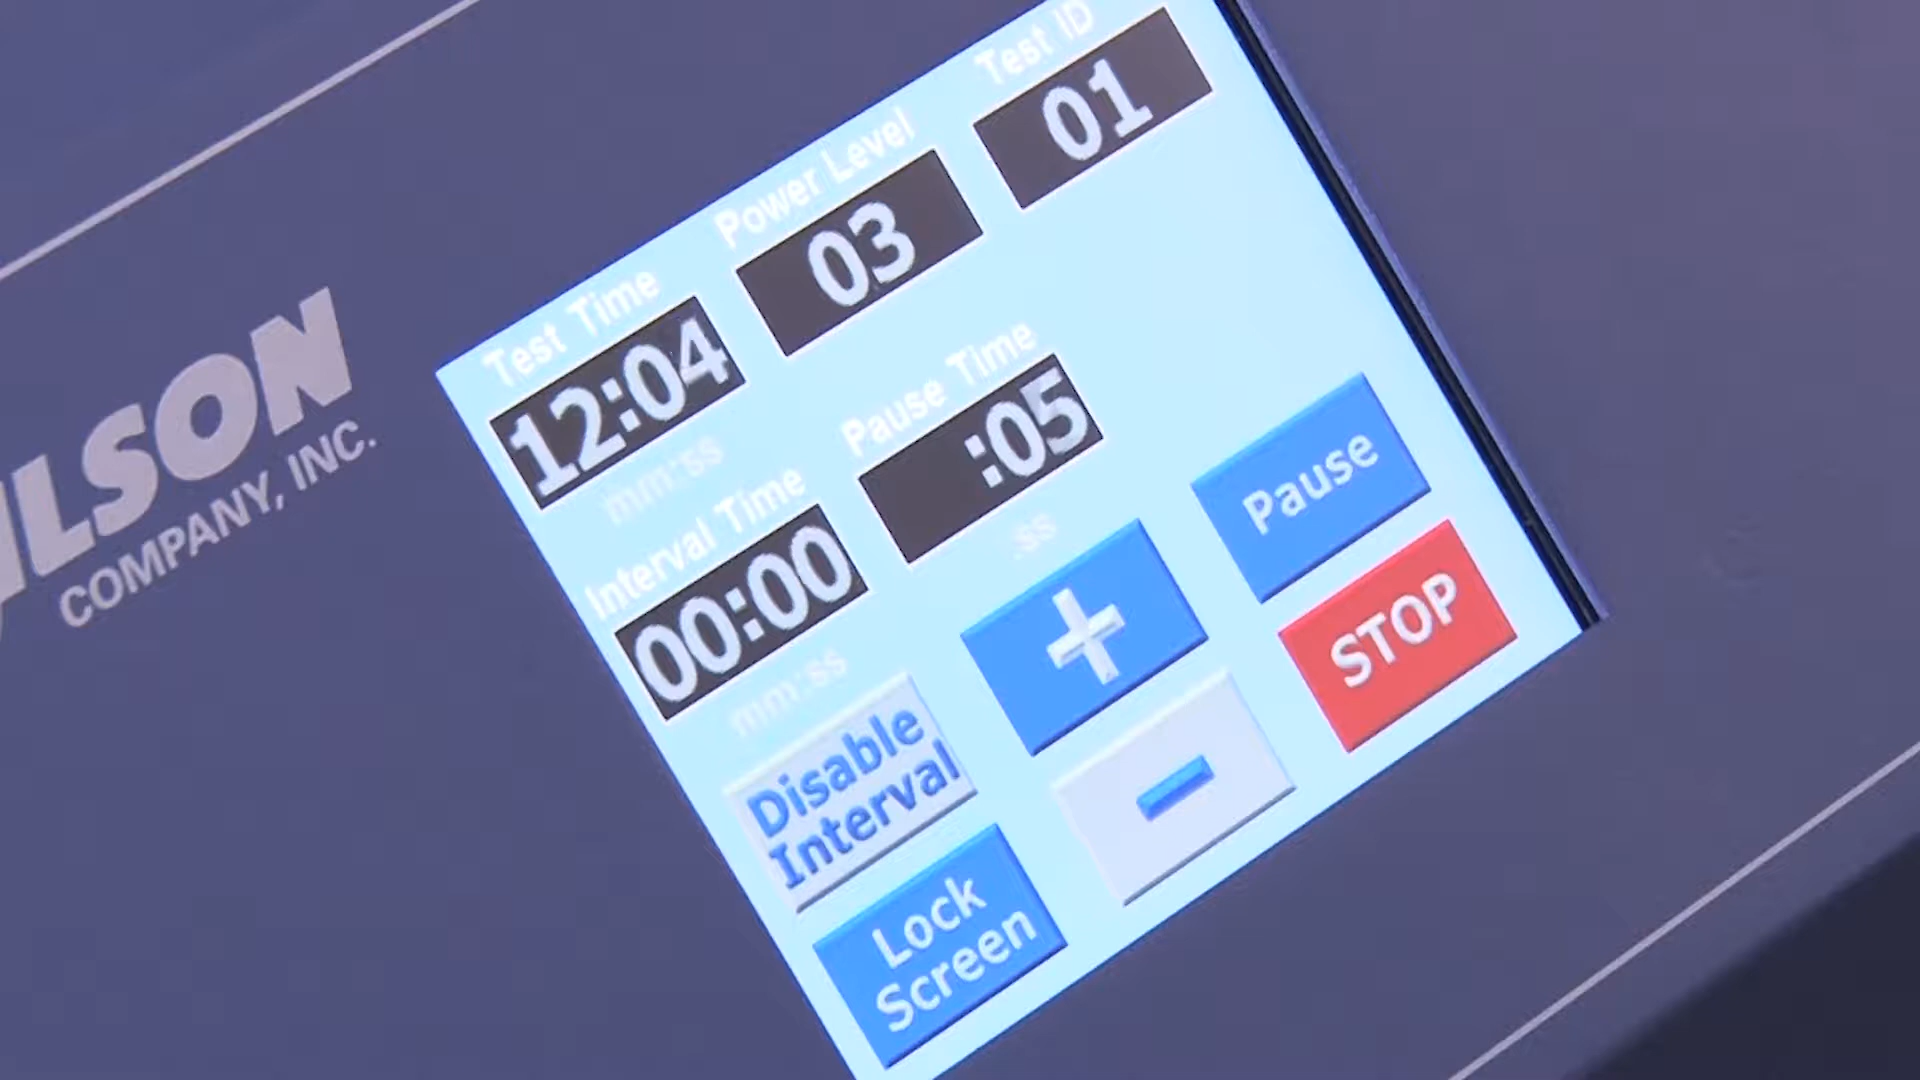 LSON
COMPANY, INC.
Test Time
12:04
mm:ss
Power Level
03
Test ID
01
Interval Time
00:00
mm:ss
Pause Time
:05
:ss
Disable
Interval
+
-
Pause
STOP
Lock
Screen